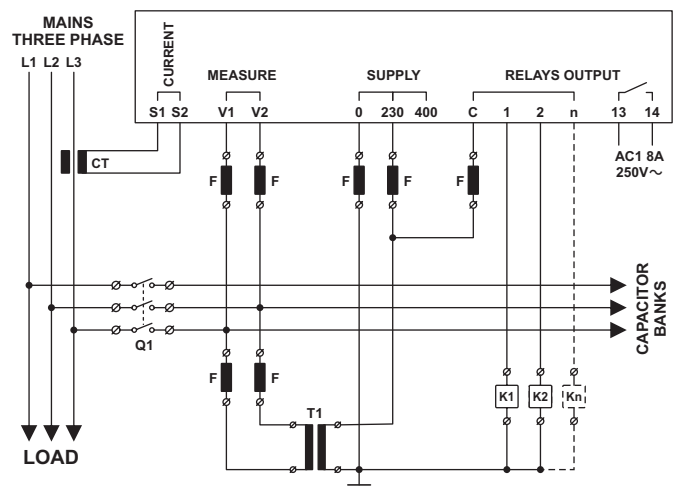 MAINS
THREE PHASE
L1 L2 L3
CURRENT
MEASURE
SUPPLY
RELAYS OUTPUT
S1 S2 V1 V2 0 230 400 C 1 2 n 13 14
CT
AC1 8A
250V~
F F F F F
Q1
CAPACITOR
BANKS
F F
K1 K2 Kn
T1
LOAD